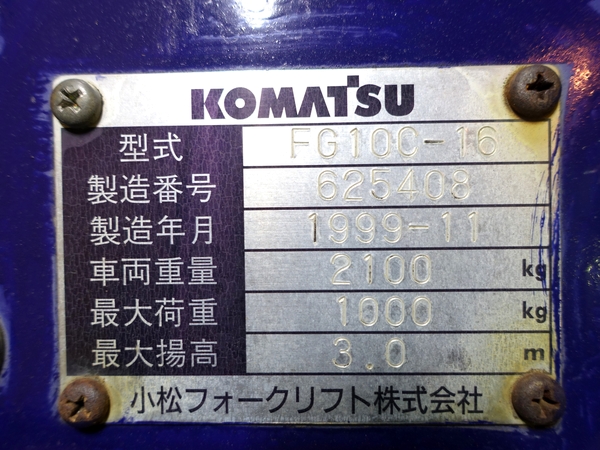 KOMATSU
型式 FG10C-16
製造番号 625408
製造年月 1999-11
車両重量 2100 kg
最大荷重 1000 kg
最大揚高 3.0 m
小松フォークリフト株式会社